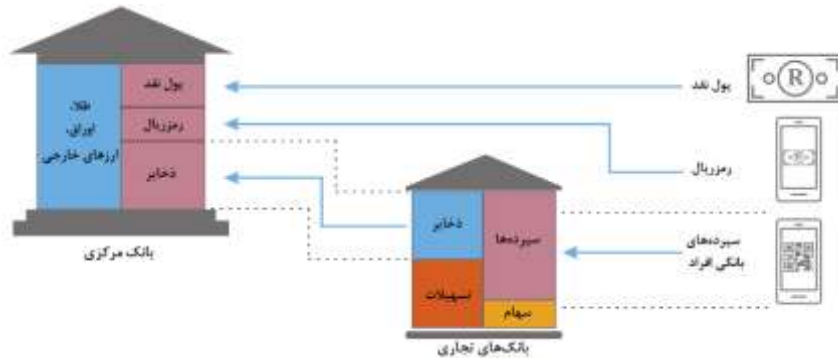 طلا،
اوراق،
ارزهای خارجی
پول نقد
رمزریال
ذخایر
بانک مرکزی
ذخایر
تسهیلات
سپرده‌ها
سهام
بانک‌های تجاری
پول نقد
R
رمزریال
سپرده‌های
بانکی افراد